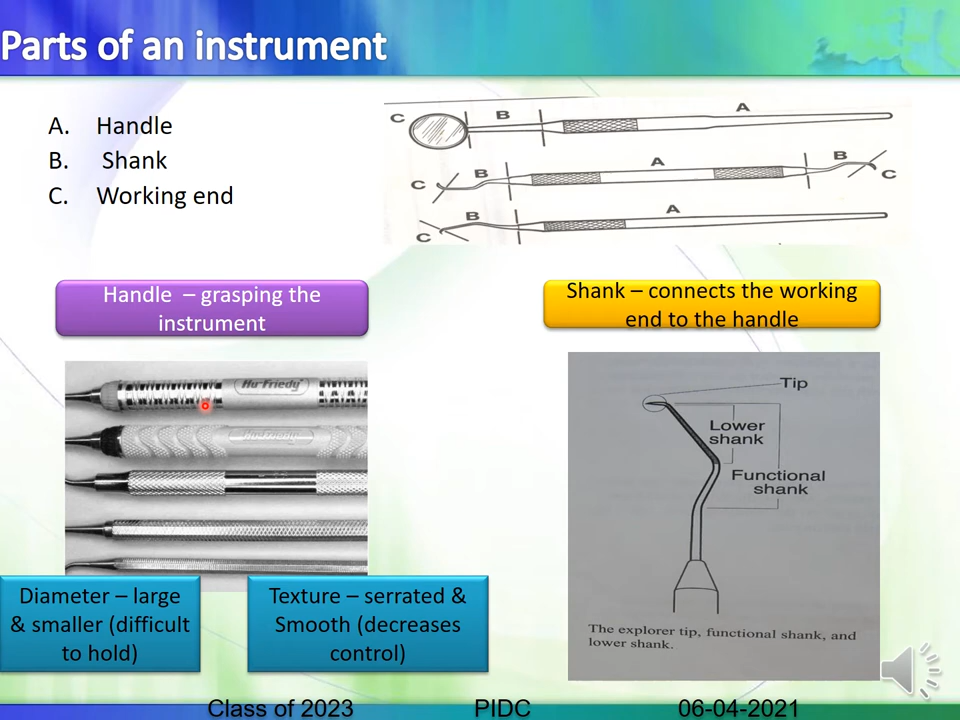 Parts of an instrument
A. Handle
B. Shank
C. Working end
C B A
C B A B C
C B A
Handle – grasping the
instrument
Shank – connects the working
end to the handle
Hu-Friedy
Tip
Lower
shank
Functional
shank
The explorer tip, functional shank, and
lower shank.
Diameter – large
& smaller (difficult
to hold)
Texture – serrated &
Smooth (decreases
control)
Class of 2023 PIDC 06-04-2021